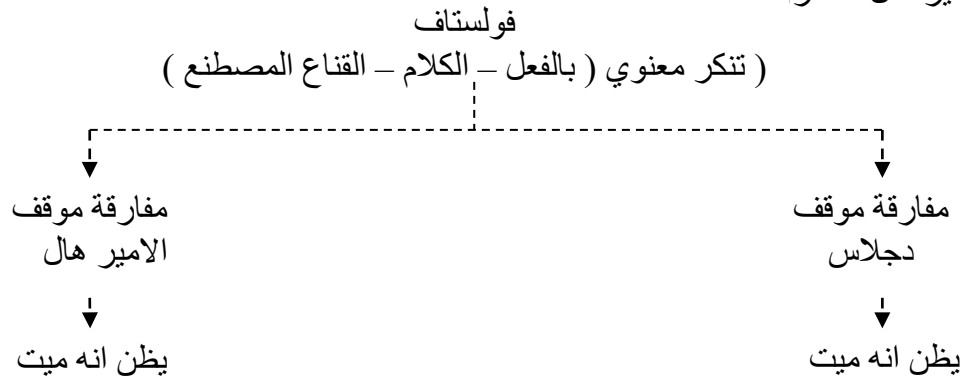 فولستاف
( تنكر معنوي ( بالفعل – الكلام – القناع المصطنع )
مفارقة موقف
دجلاس
يظن انه ميت
مفارقة موقف
الامير هال
يظن انه ميت